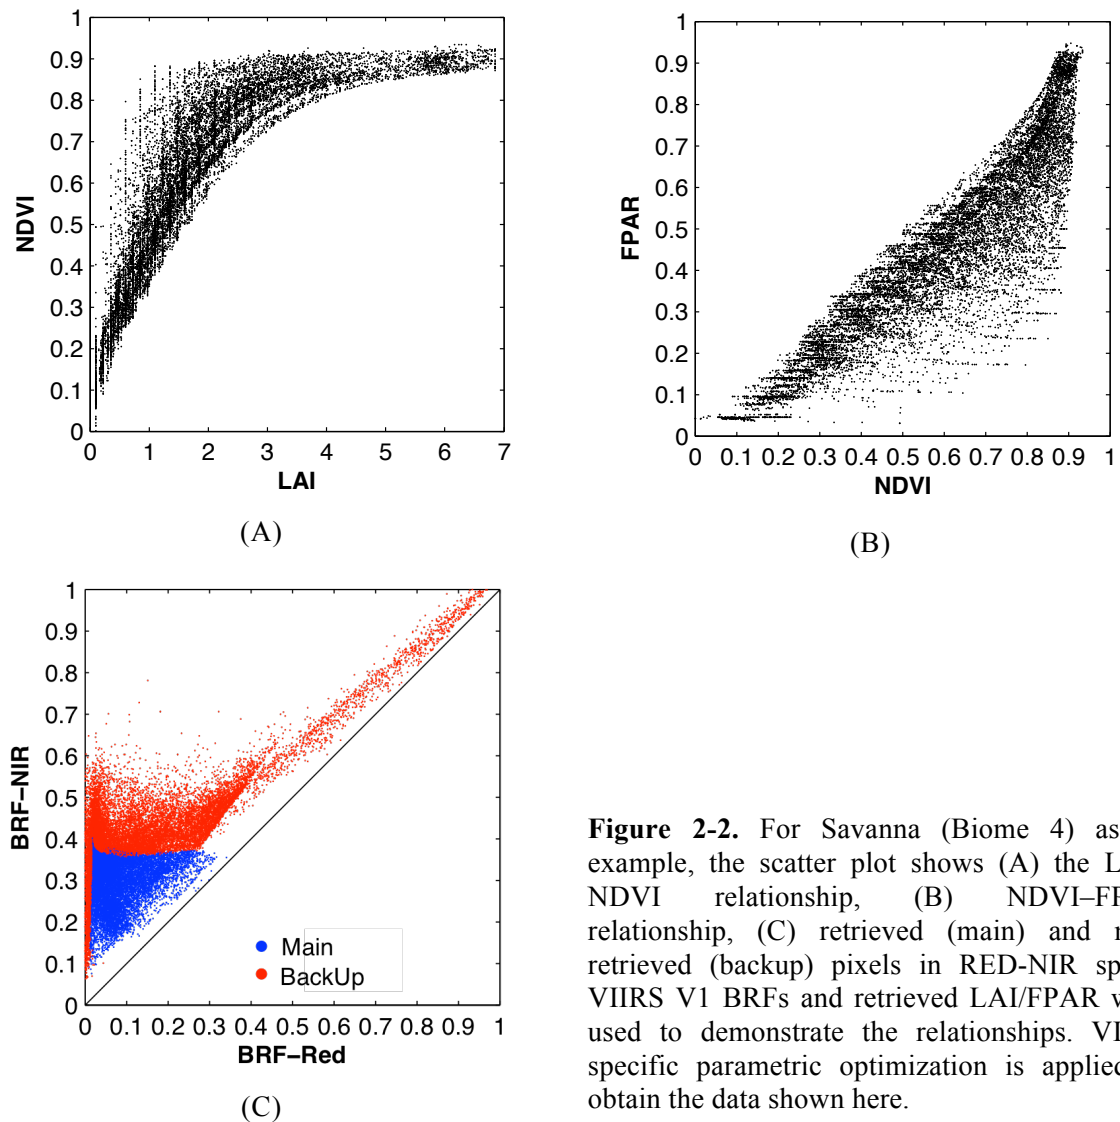 1
0.9
0.8
0.7
0.6
0.5
0.4
0.3
0.2
0.1
0
NDVI
0 1 2 3 4 5 6 7
LAI
(A)
1
0.9
0.8
0.7
0.6
0.5
0.4
0.3
0.2
0.1
0
FPAR
0 0.1 0.2 0.3 0.4 0.5 0.6 0.7 0.8 0.9 1
NDVI
(B)
1
0.9
0.8
0.7
0.6
0.5
0.4
0.3
0.2
0.1
0
BRF–NIR
Main
BackUp
0 0.1 0.2 0.3 0.4 0.5 0.6 0.7 0.8 0.9 1
BRF–Red
(C)
Figure 2-2. For Savanna (Biome 4) as
example, the scatter plot shows (A) the L
NDVI relationship, (B) NDVI–FP
relationship, (C) retrieved (main) and
retrieved (backup) pixels in RED-NIR sp
VIIRS V1 BRFs and retrieved LAI/FPAR w
used to demonstrate the relationships. VI
specific parametric optimization is applied
obtain the data shown here.